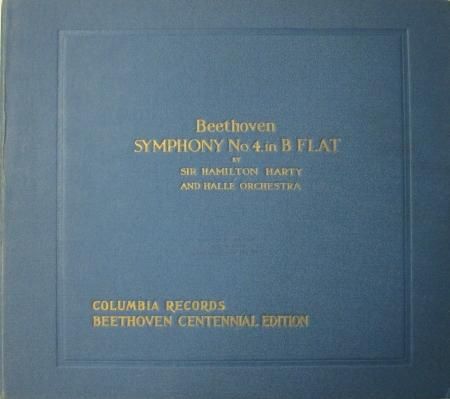 Beethoven
SYMPHONY No. 4, in B FLAT
BY
SIR HAMILTON HARTY
AND HALLE ORCHESTRA
COLUMBIA RECORDS
BEETHOVEN CENTENNIAL EDITION